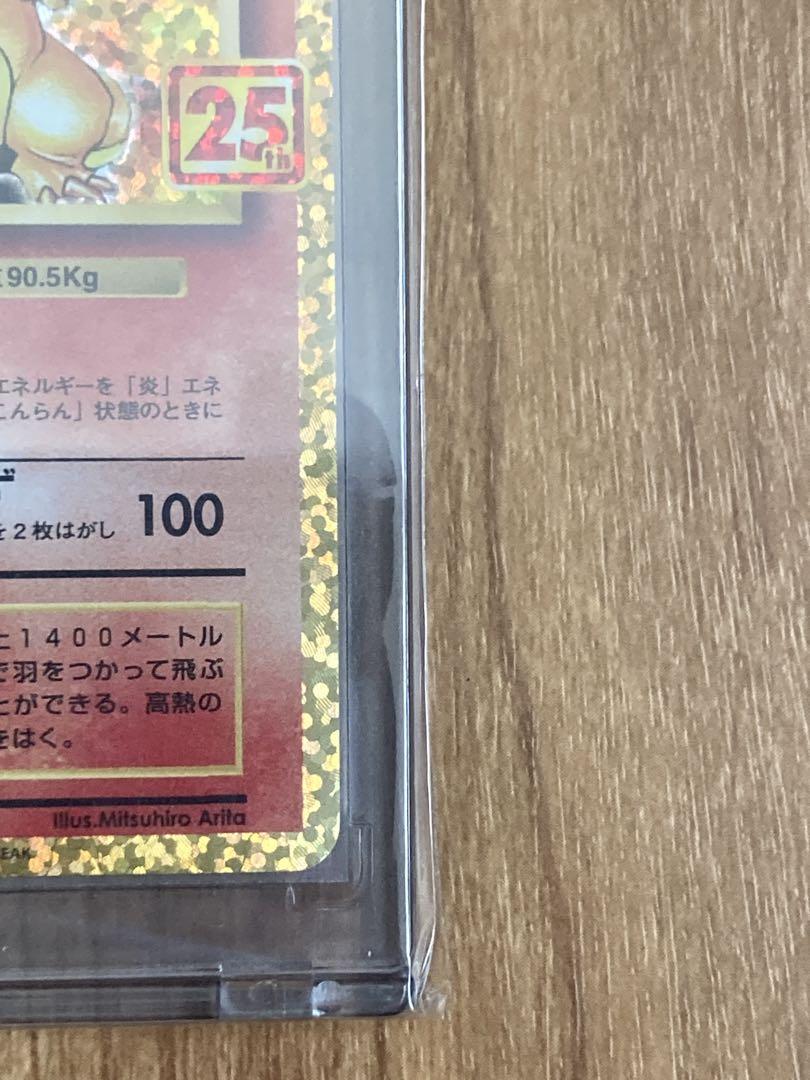 25th
90.5Kg
エネルギーを「炎」エネ
こんらん」状態のときに
を２枚はがし 100
１４００メートル
で羽をつかって飛ぶ
とができる。高熱の
をはく。
Illus.Mitsuhiro Arita
EAK